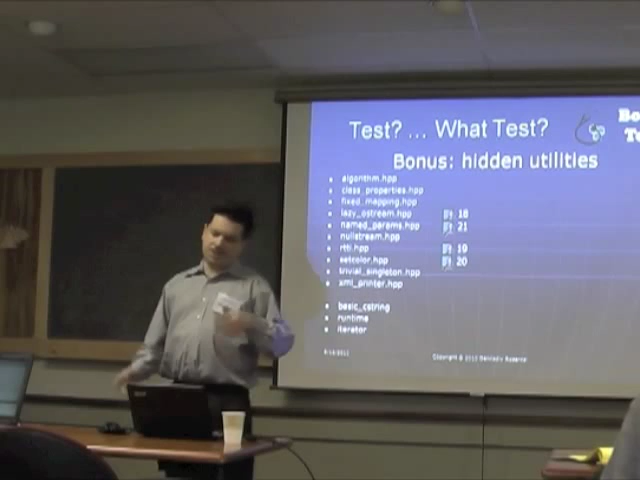 Test? ... What Test?
Bonus: hidden utilities
algorithm.hpp
class_properties.hpp
fixed_mapping.hpp
lazy_ostream.hpp 18
named_params.hpp 21
nullstream.hpp
rtti.hpp 19
setcolor.hpp 20
trivial_singleton.hpp
xml_printer.hpp
basic_cstring
runtime
iterator